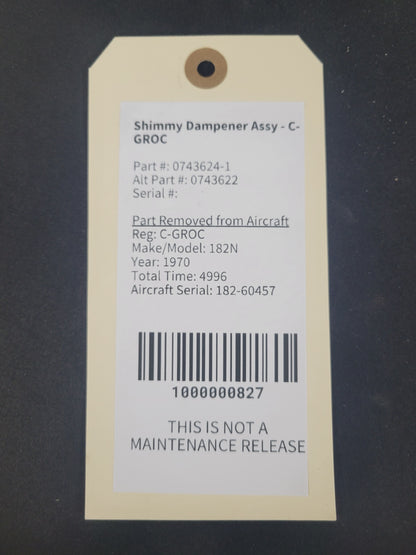 Shimmy Dampener Assy - C-
GROC
Part #: 0743624-1
Alt Part #: 0743622
Serial #:
Part Removed from Aircraft
Reg: C-GROC
Make/Model: 182N
Year: 1970
Total Time: 4996
Aircraft Serial: 182-60457
1000000827
THIS IS NOT A
MAINTENANCE RELEASE